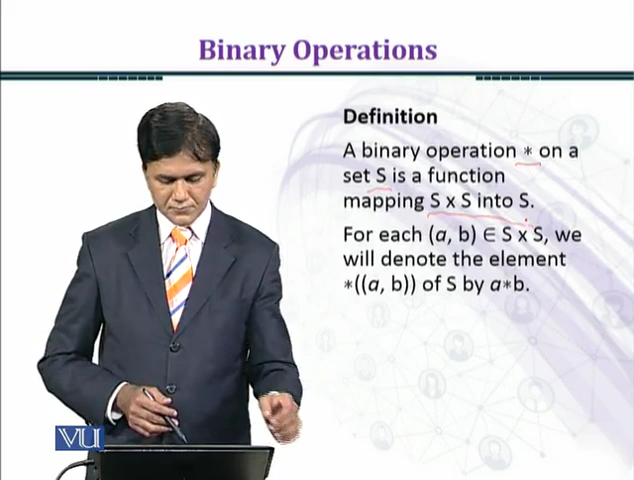 Binary Operations
Definition
A binary operation * on a
set S is a function
mapping S x S into S.
For each (a, b) ∈ S x S, we
will denote the element
*((a, b)) of S by a*b.
VU